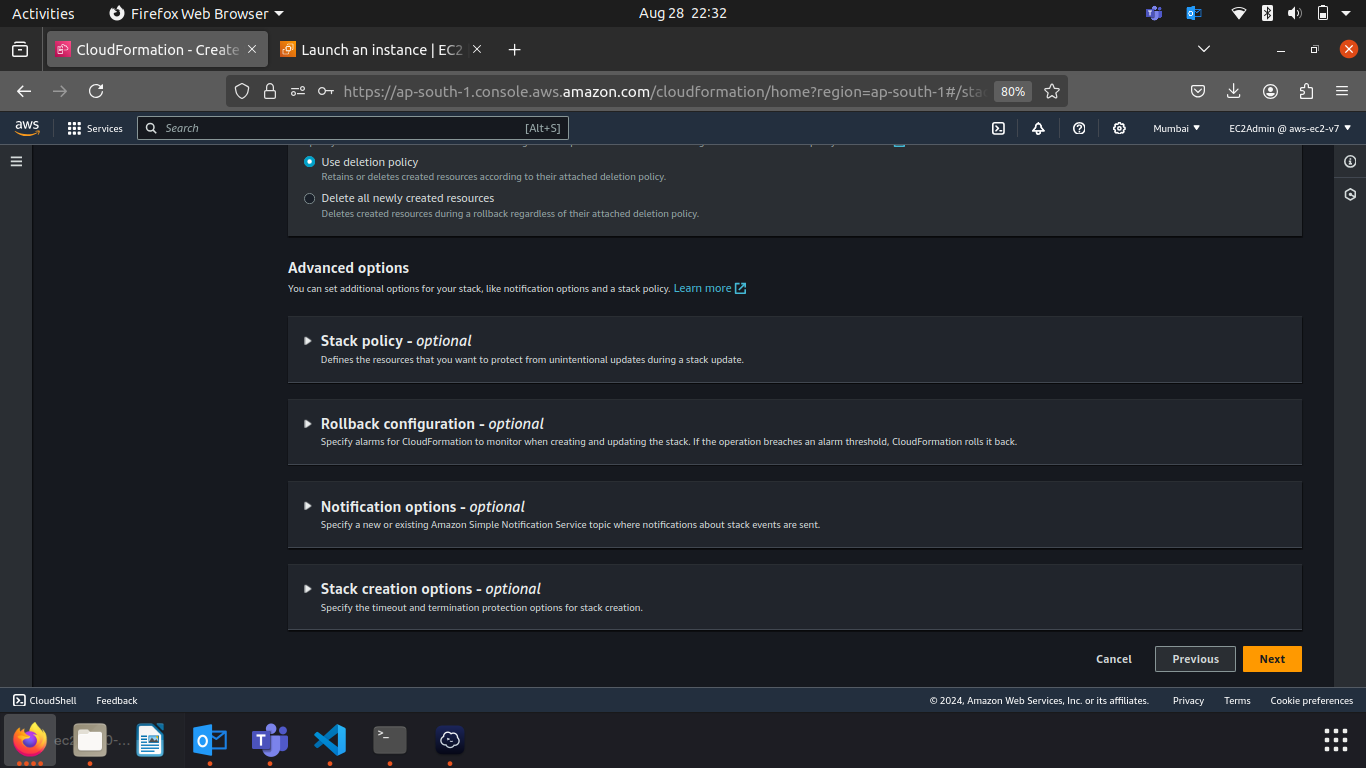 Activities
Firefox Web Browser
Aug 28 22:32
CloudFormation - Create
Launch an instance | EC2
https://ap-south-1.console.aws.amazon.com/cloudformation/home?region=ap-south-1#/sta
80%
aws
Services
Search
[Alt+S]
Mumbai
EC2Admin @ aws-ec2-v7
Use deletion policy
Retains or deletes created resources according to their attached deletion policy.
Delete all newly created resources
Deletes created resources during a rollback regardless of their attached deletion policy.
Advanced options
You can set additional options for your stack, like notification options and a stack policy. Learn more
Stack policy - optional
Defines the resources that you want to protect from unintentional updates during a stack update.
Rollback configuration - optional
Specify alarms for CloudFormation to monitor when creating and updating the stack. If the operation breaches an alarm threshold, CloudFormation rolls it back.
Notification options - optional
Specify a new or existing Amazon Simple Notification Service topic where notifications about stack events are sent.
Stack creation options - optional
Specify the timeout and termination protection options for stack creation.
Cancel
Previous
Next
CloudShell
Feedback
© 2024, Amazon Web Services, Inc. or its affiliates.
Privacy
Terms
Cookie preferences